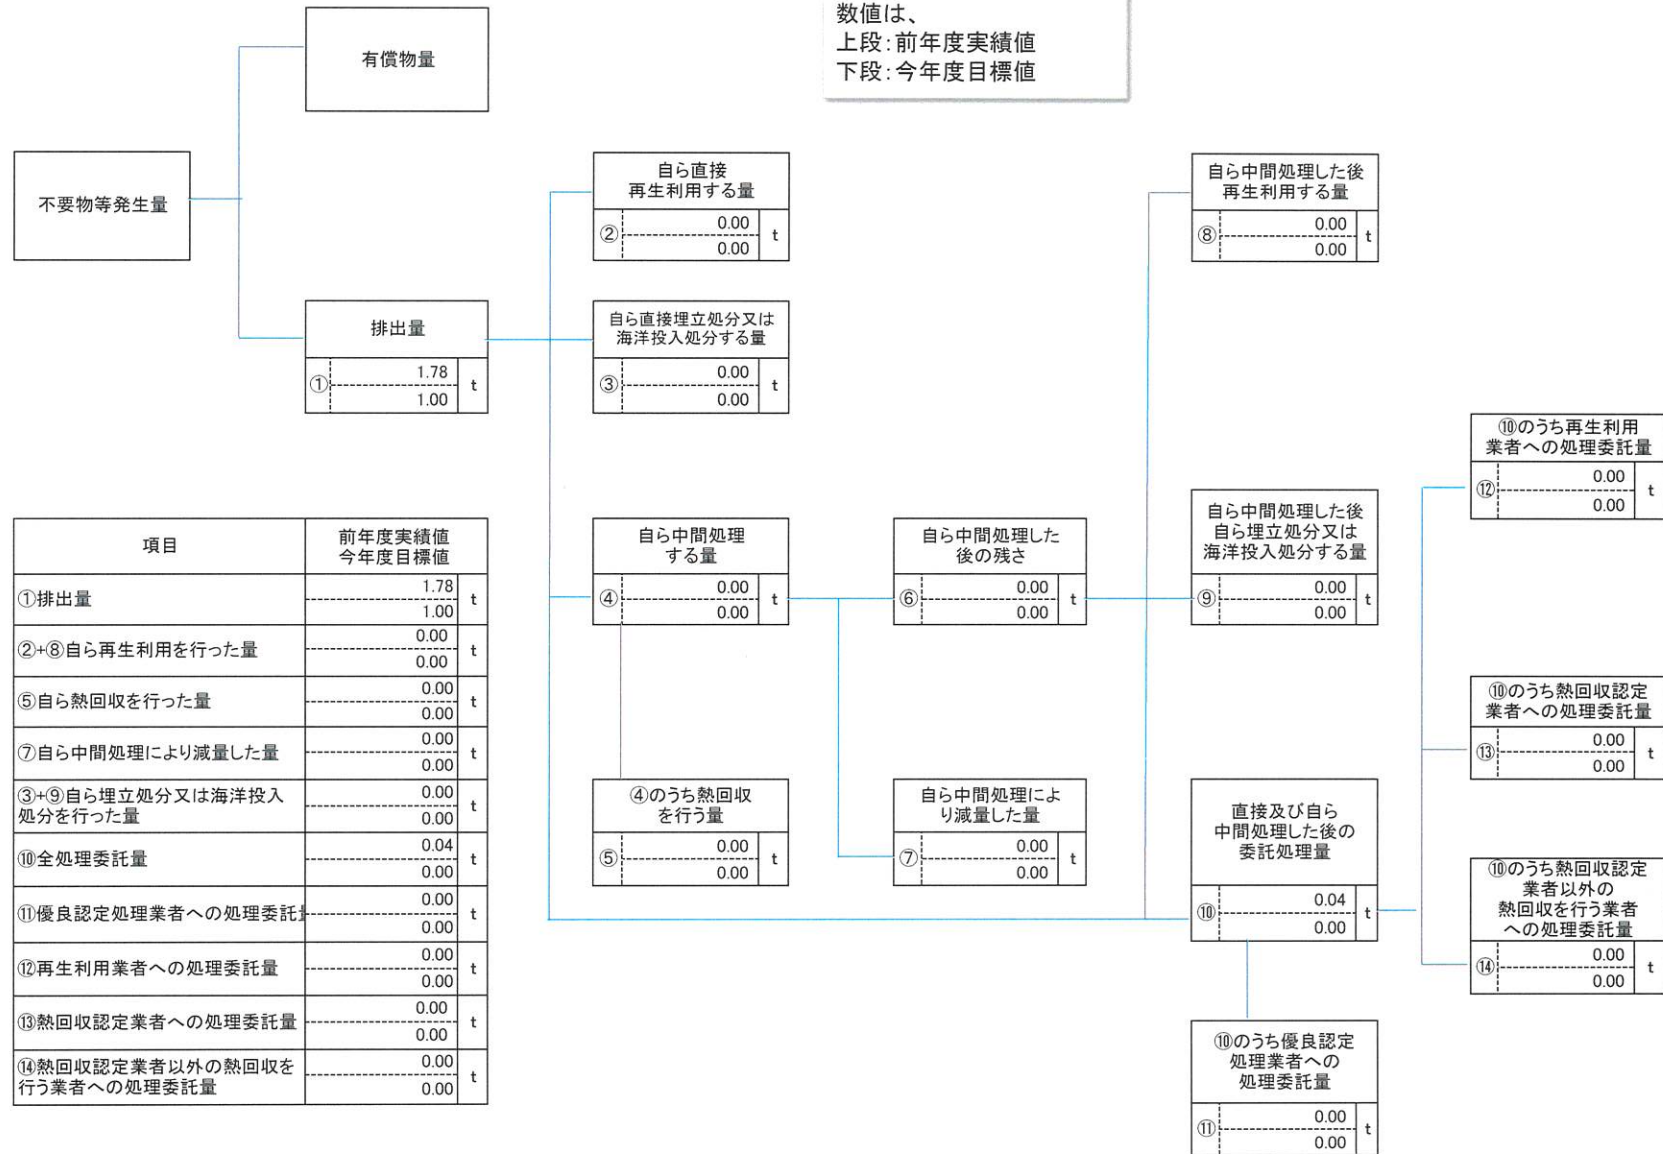 数値は、
上段:前年度実績値
下段:今年度目標値
有償物量
不要物等発生量
排出量
① 1.78 t
1.00
自ら直接
再生利用する量
② 0.00 t
0.00
自ら直接埋立処分又は
海洋投入処分する量
③ 0.00 t
0.00
自ら中間処理
する量
④ 0.00 t
0.00
④のうち熱回収
を行う量
⑤ 0.00 t
0.00
自ら中間処理した
後の残さ
⑥ 0.00 t
0.00
自ら中間処理によ
り減量した量
⑦ 0.00 t
0.00
自ら中間処理した後
再生利用する量
⑧ 0.00 t
0.00
自ら中間処理した後
自ら埋立処分又は
海洋投入処分する量
⑨ 0.00 t
0.00
直接及び自ら
中間処理した後の
委託処理量
⑩ 0.04 t
0.00
⑩のうち優良認定
処理業者への
処理委託量
⑪ 0.00 t
0.00
⑩のうち再生利用
業者への処理委託量
⑫ 0.00 t
0.00
⑩のうち熱回収認定
業者への処理委託量
⑬ 0.00 t
0.00
⑩のうち熱回収認定
業者以外の
熱回収を行う業者
への処理委託量
⑭ 0.00 t
0.00
項目 前年度実績値
今年度目標値
①排出量 1.78 t
1.00
②+⑧自ら再生利用を行った量 0.00 t
0.00
⑤自ら熱回収を行った量 0.00 t
0.00
⑦自ら中間処理により減量した量 0.00 t
0.00
③+⑨自ら埋立処分又は海洋投入
処分を行った量 0.00 t
0.00
⑩全処理委託量 0.04 t
0.00
⑪優良認定処理業者への処理委託 0.00 t
0.00
⑫再生利用業者への処理委託量 0.00 t
0.00
⑬熱回収認定業者への処理委託量 0.00 t
0.00
⑭熱回収認定業者以外の熱回収を
行う業者への処理委託量 0.00 t
0.00